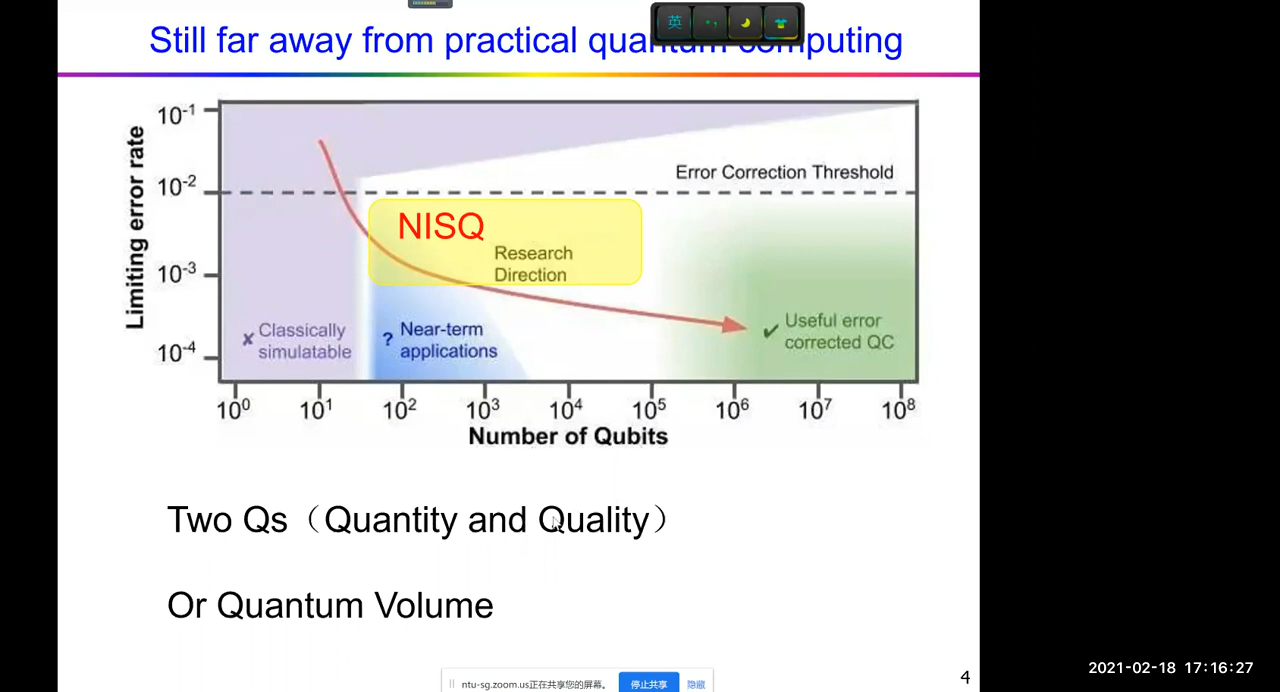 Still far away from practical quantum computing
英
Limiting error rate
10-1
10-2
10-3
10-4
Error Correction Threshold
NISQ
Research
Direction
✘ Classically
simulatable
? Near-term
applications
✔ Useful error
corrected QC
100 101 102 103 104 105 106 107 108
Number of Qubits
Two Qs（Quantity and Quality）
Or Quantum Volume
ntu-sg.zoom.us正在共享您的屏幕。 停止共享 隐藏
4
2021-02-18 17:16:27